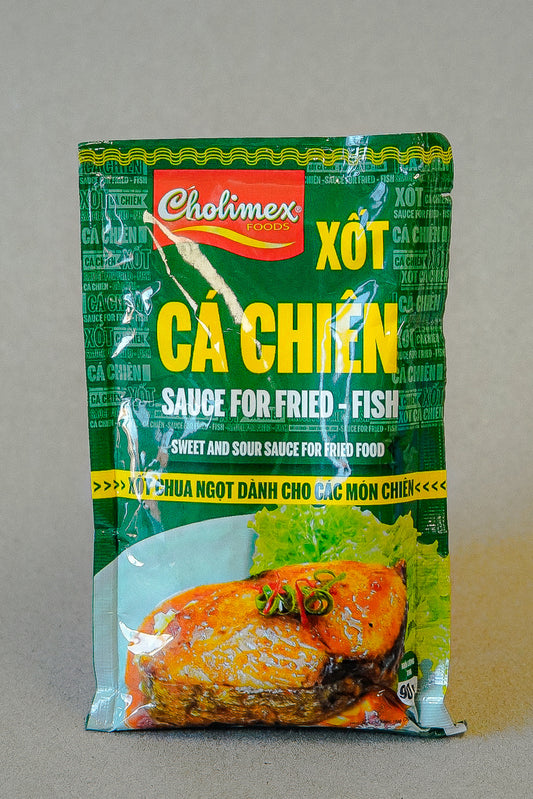 Cholimex®
FOODS
XỐT
CÁ CHIÊN
SAUCE FOR FRIED - FISH
SWEET AND SOUR SAUCE FOR FRIED FOOD
>>>>XỐT CHUA NGỌT DÀNH CHO CÁC MÓN CHIÊN<<<<
90